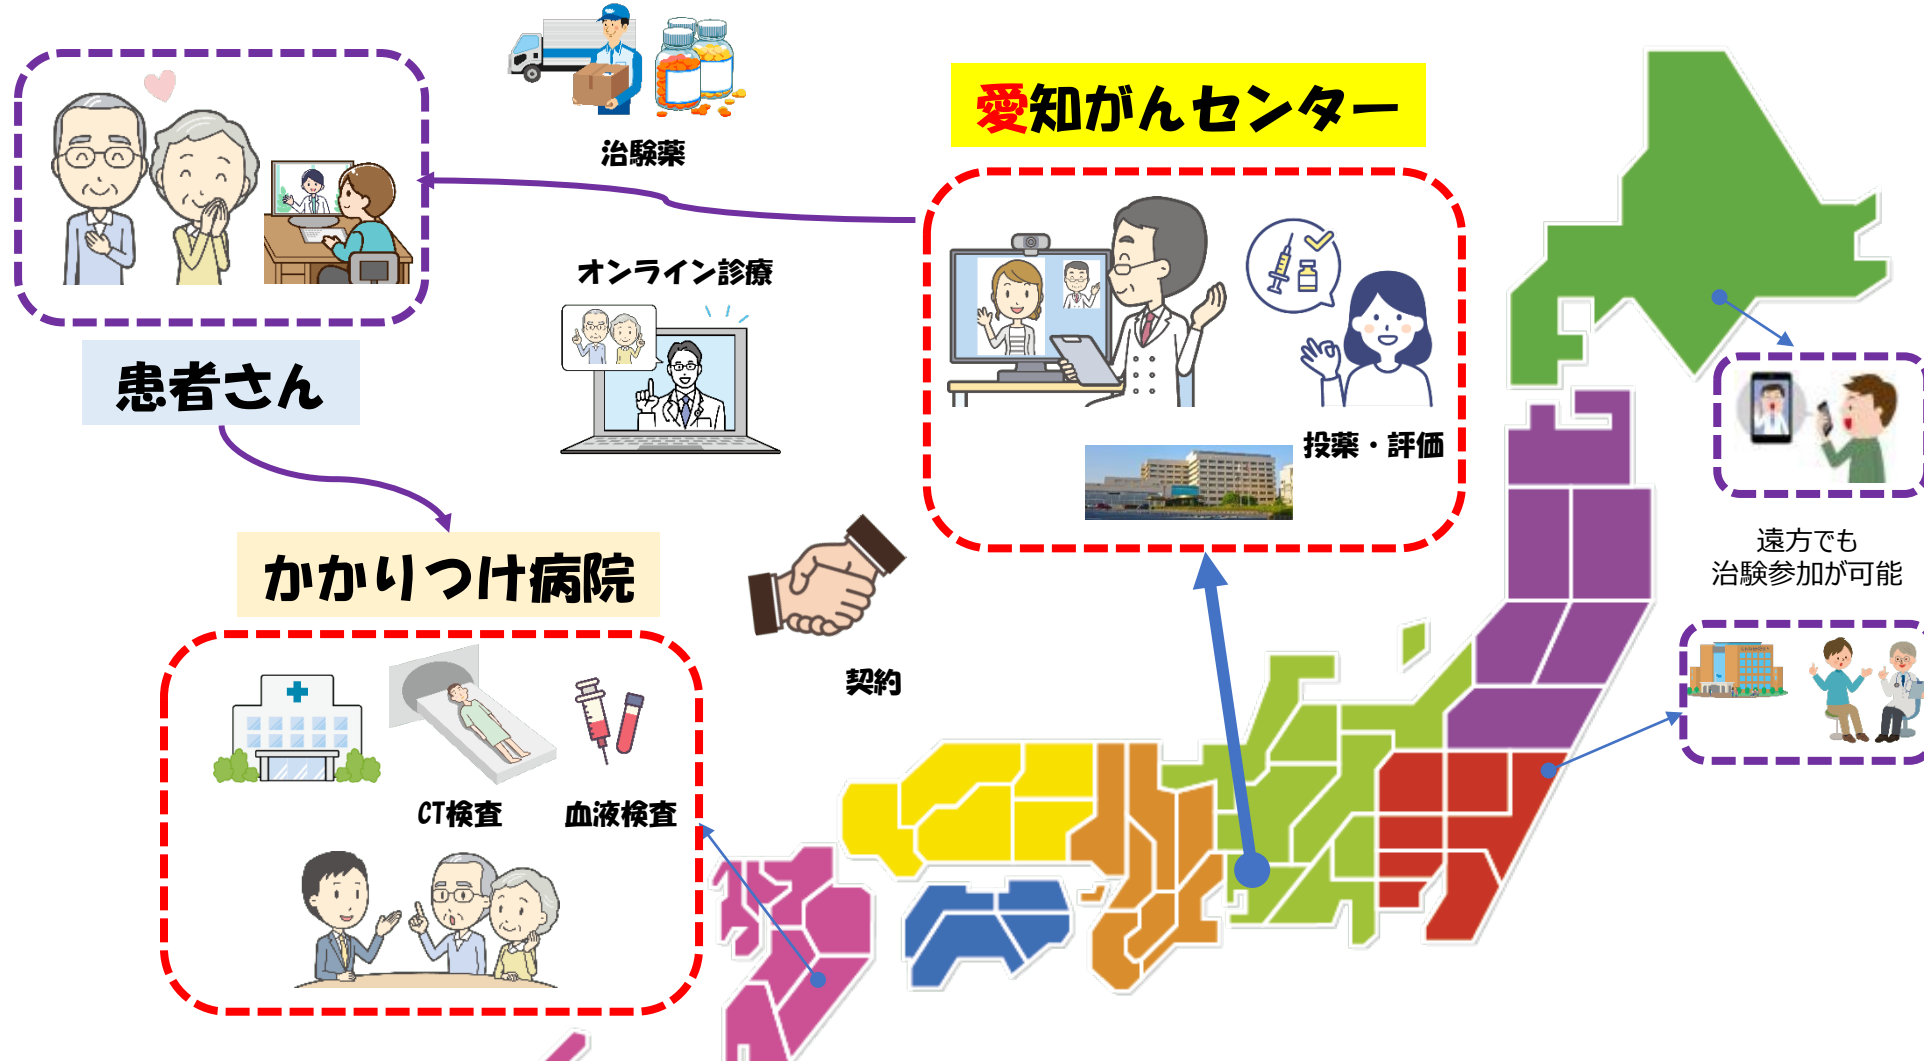 治験薬
愛知がんセンター
オンライン診療
患者さん
投薬・評価
かかりつけ病院
遠方でも
治験参加が可能
契約
CT検査
血液検査